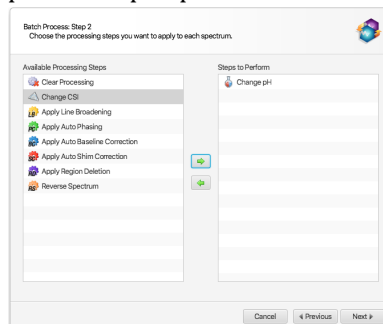 Batch Process: Step 2
Choose the processing steps you want to apply to each spectrum.
Available Processing Steps
Clear Processing
Change CSI
LB Apply Line Broadening
Apply Auto Phasing
Apply Auto Baseline Correction
Apply Auto Shim Correction
Apply Region Deletion
RS Reverse Spectrum
Steps to Perform
Change pH
Cancel
Previous
Next